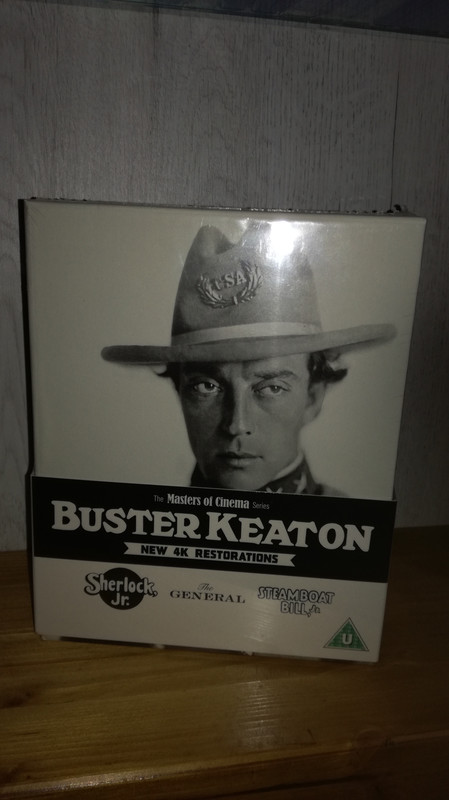 USA
The Masters of Cinema Series
BUSTER KEATON
NEW 4K RESTORATIONS
Sherlock, Jr.
The GENERAL
STEAMBOAT BILL, Jr.
U